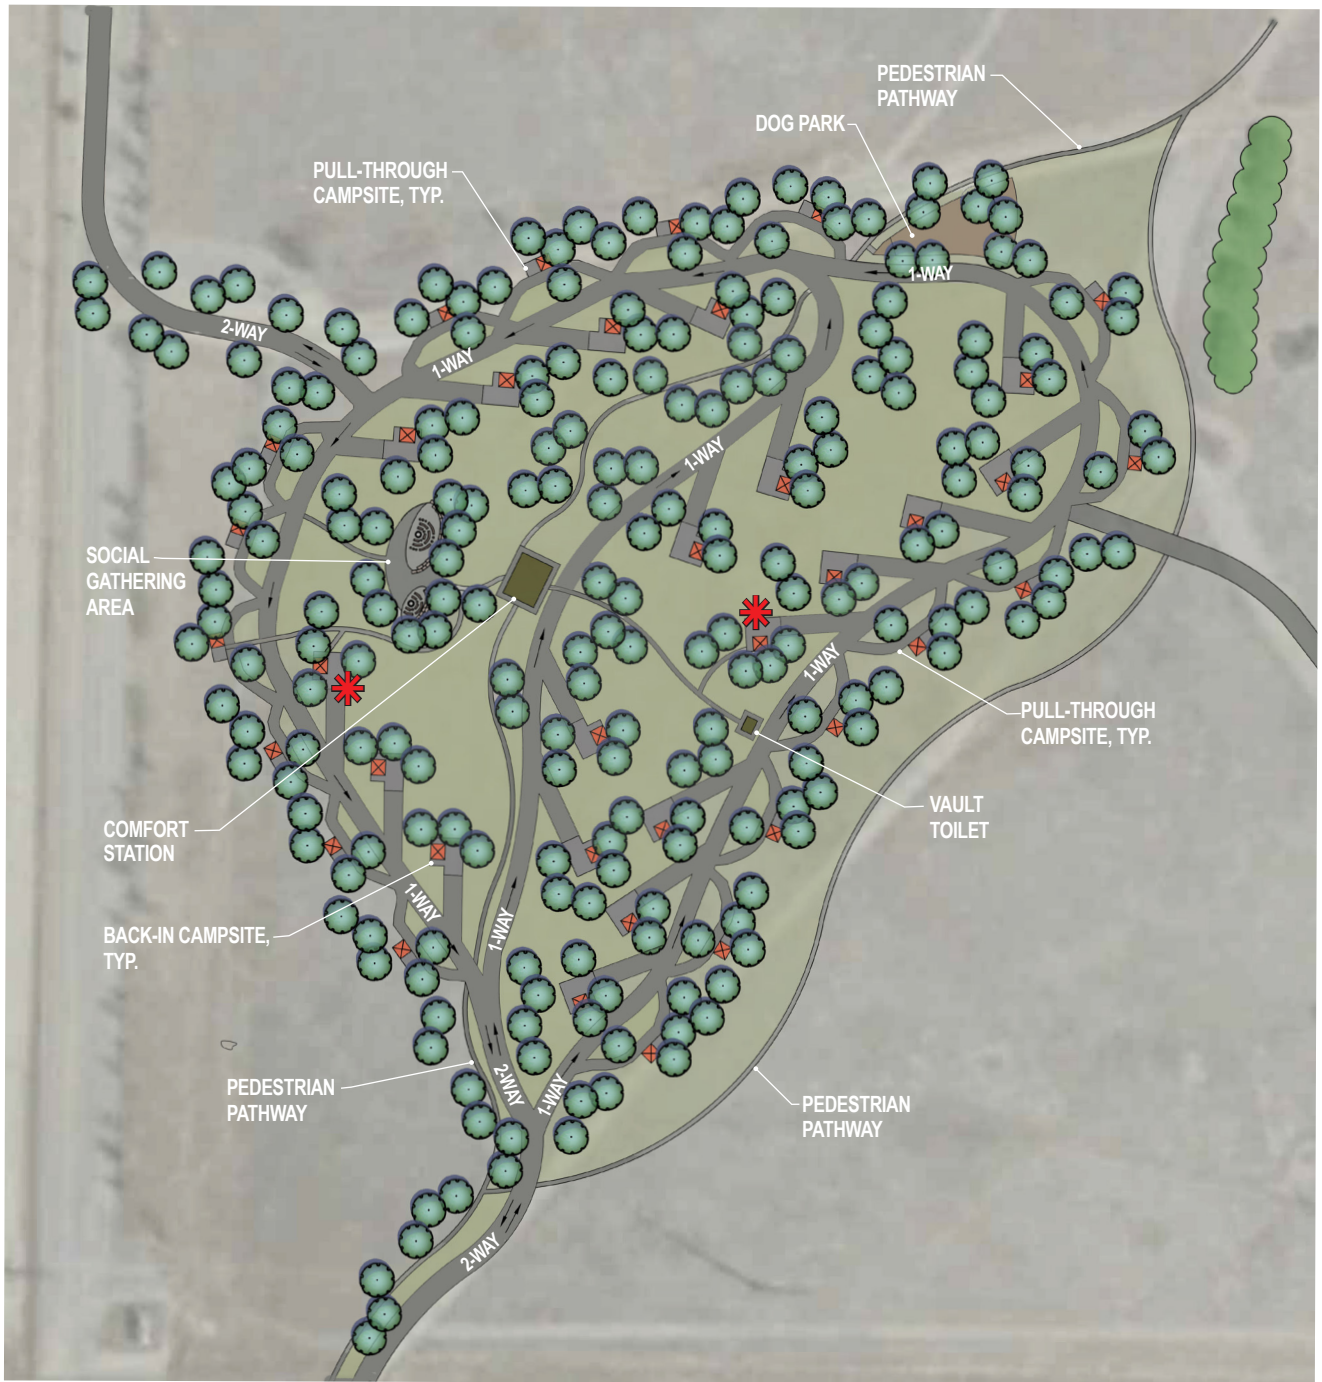 PEDESTRIAN
PATHWAY
DOG PARK
PULL-THROUGH
CAMPSITE, TYP.
1-WAY
2-WAY
1-WAY
1-WAY
SOCIAL
GATHERING
AREA
1-WAY
PULL-THROUGH
CAMPSITE, TYP.
VAULT
TOILET
COMFORT
STATION
1-WAY
1-WAY
BACK-IN CAMPSITE,
TYP.
PEDESTRIAN
PATHWAY
2-WAY
1-WAY
PEDESTRIAN
PATHWAY
2-WAY